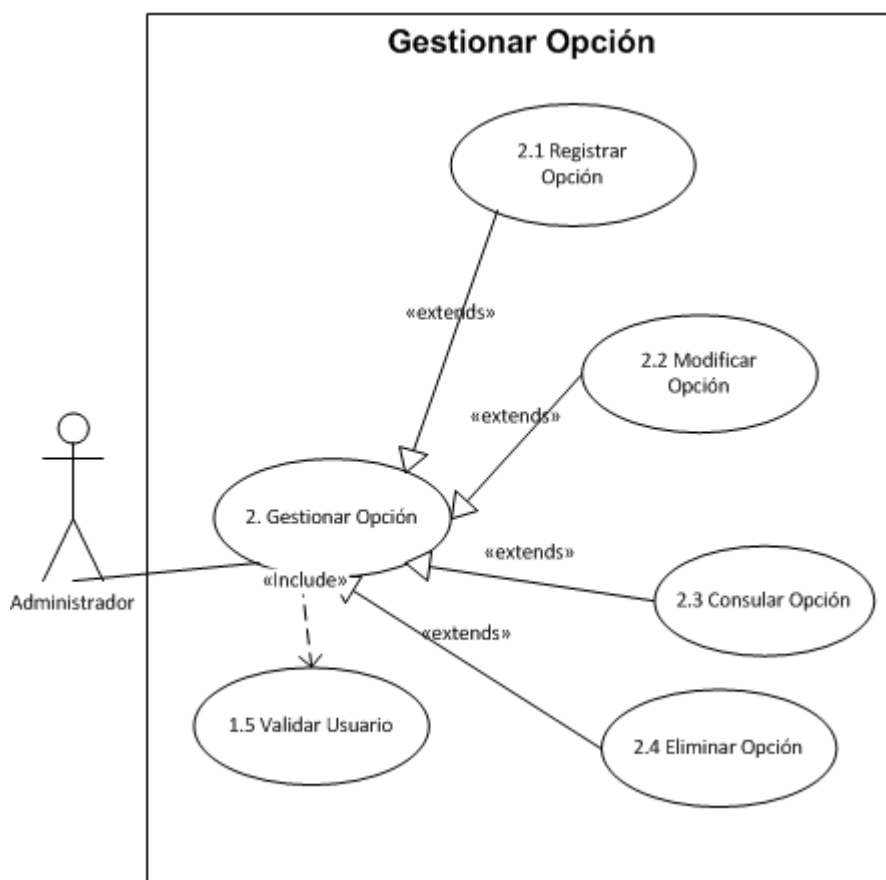 Gestionar Opción
2.1 Registrar
Opción
«extends»
2.2 Modificar
Opción
«extends»
2. Gestionar Opción
«extends»
«Include»
2.3 Consular Opción
Administrador
«extends»
1.5 Validar Usuario
2.4 Eliminar Opción